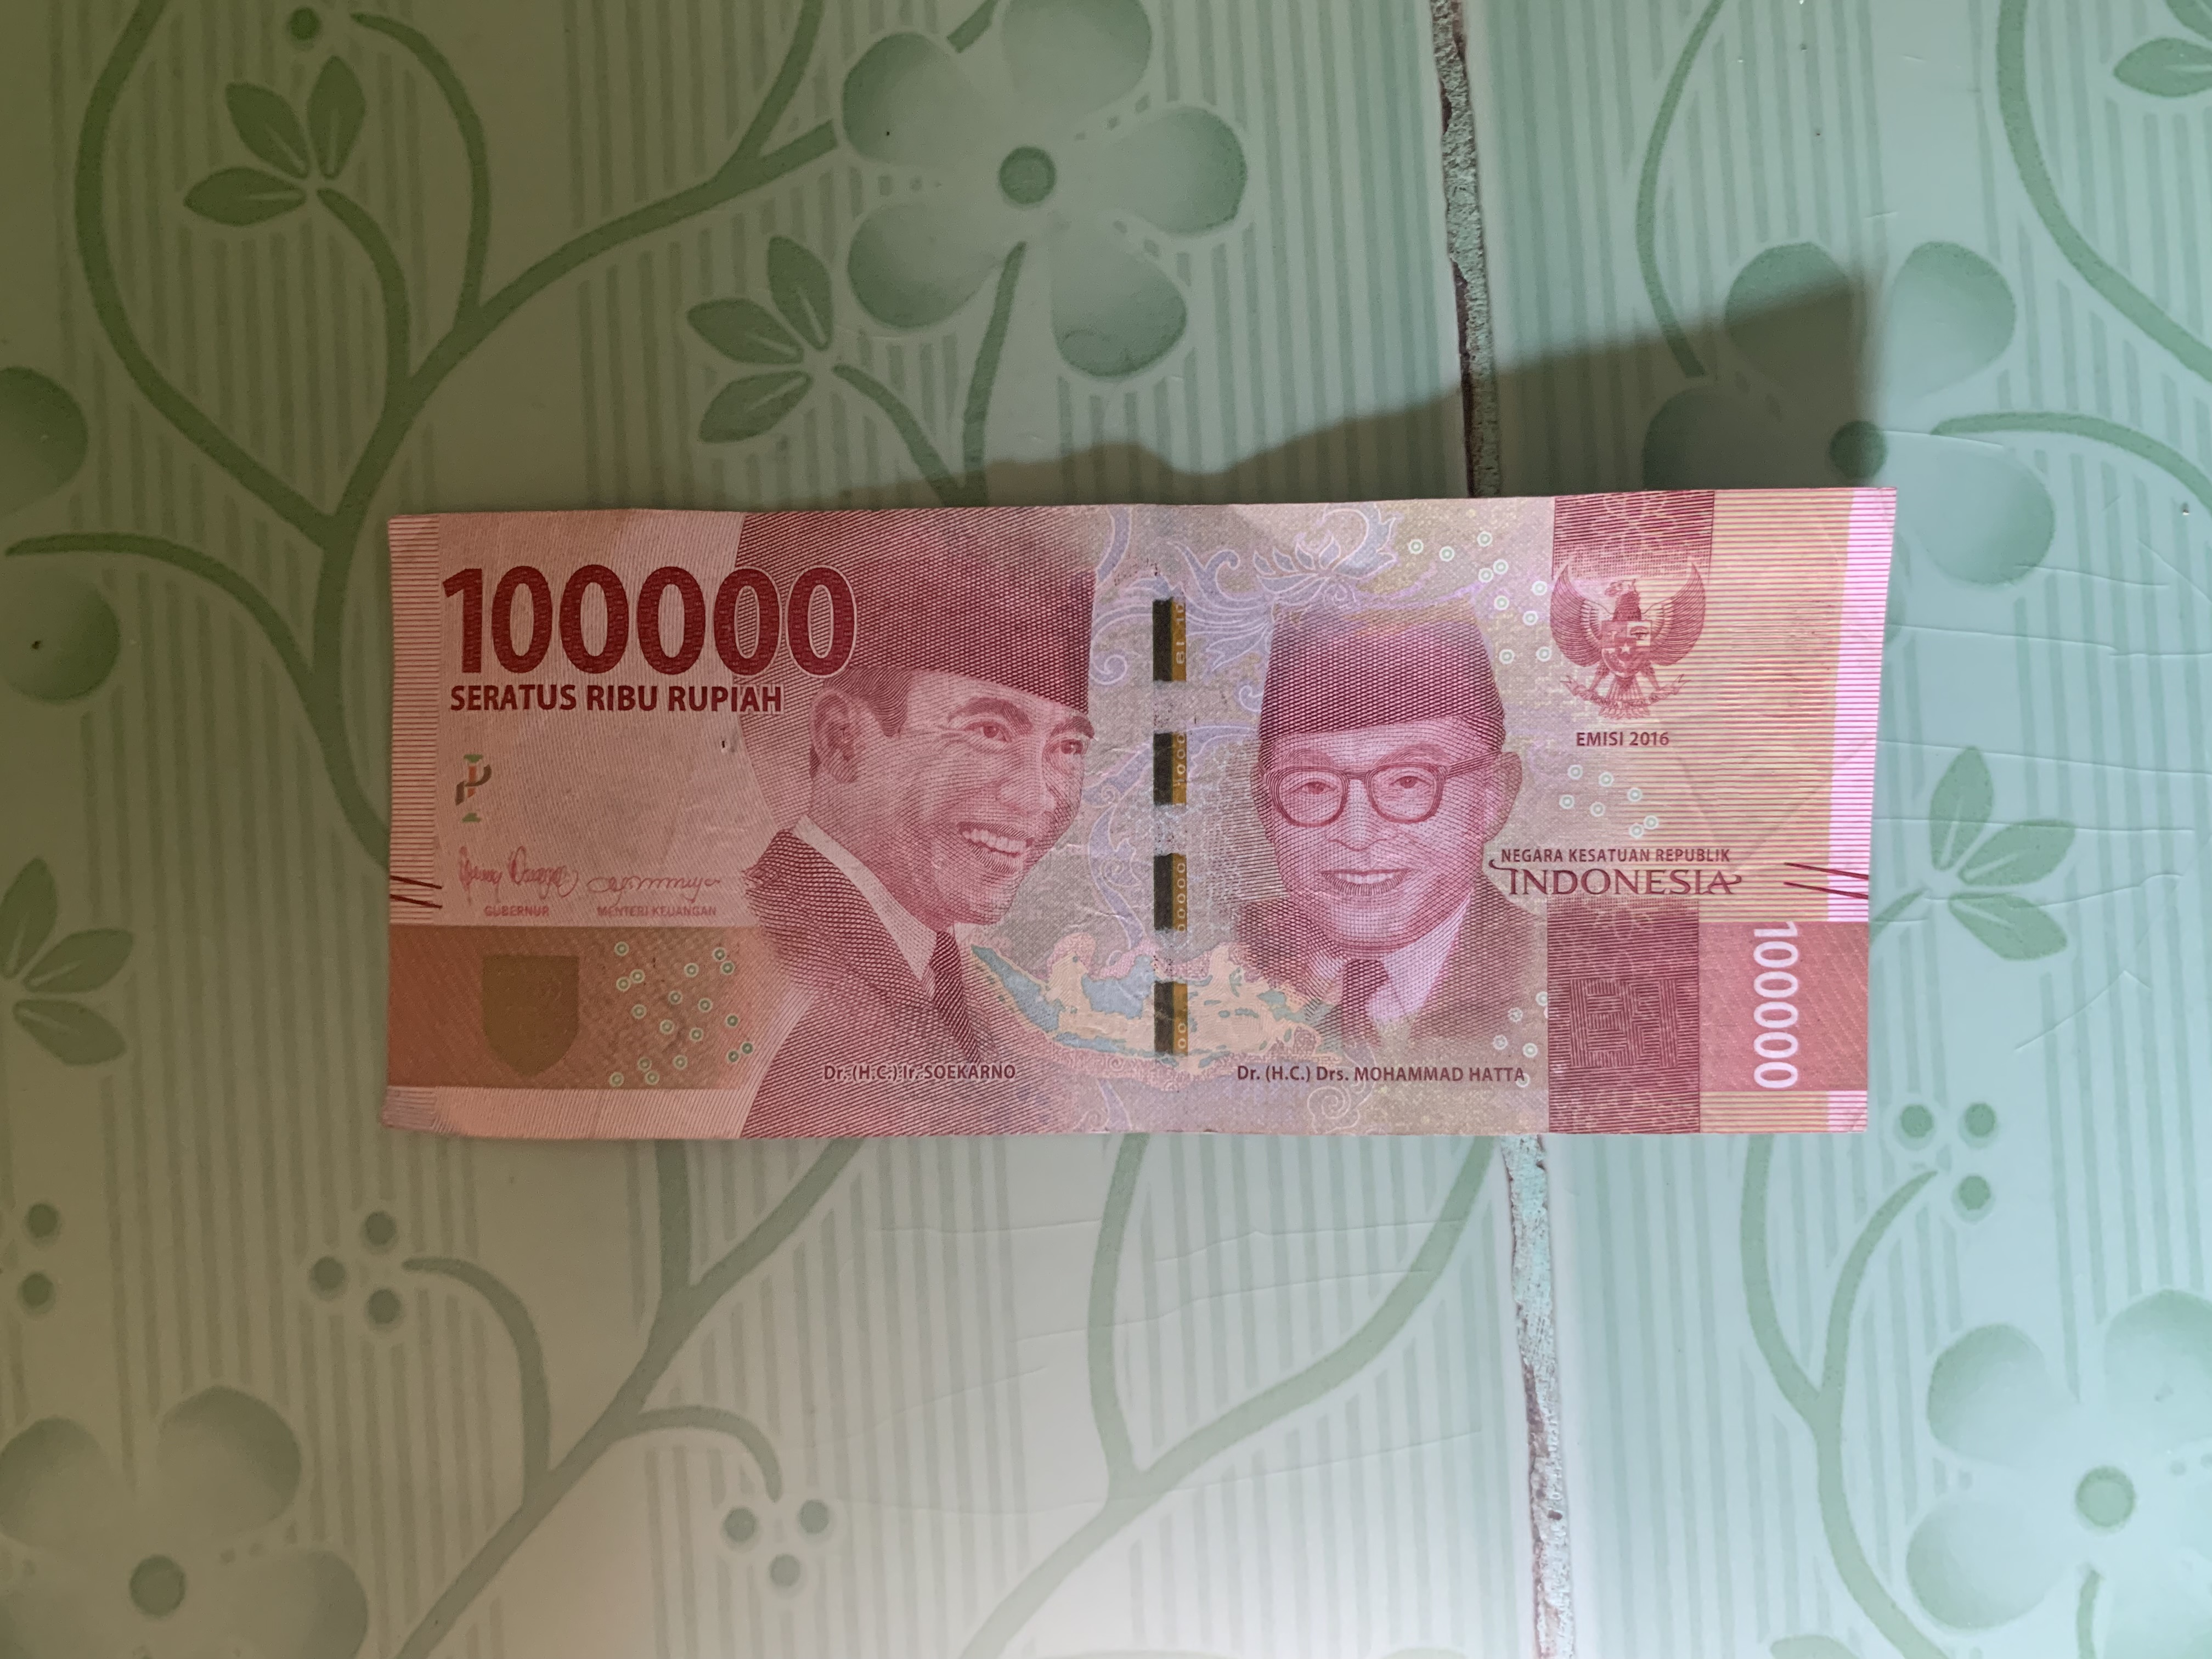 100000
SERATUS RIBU RUPIAH
GUBERNUR
MENTERI KEUANGAN
Dr. (H.C.) Ir. SOEKARNO
Dr. (H.C.) Drs. MOHAMMAD HATTA
EMISI 2016
NEGARA KESATUAN REPUBLIK
INDONESIA
100000